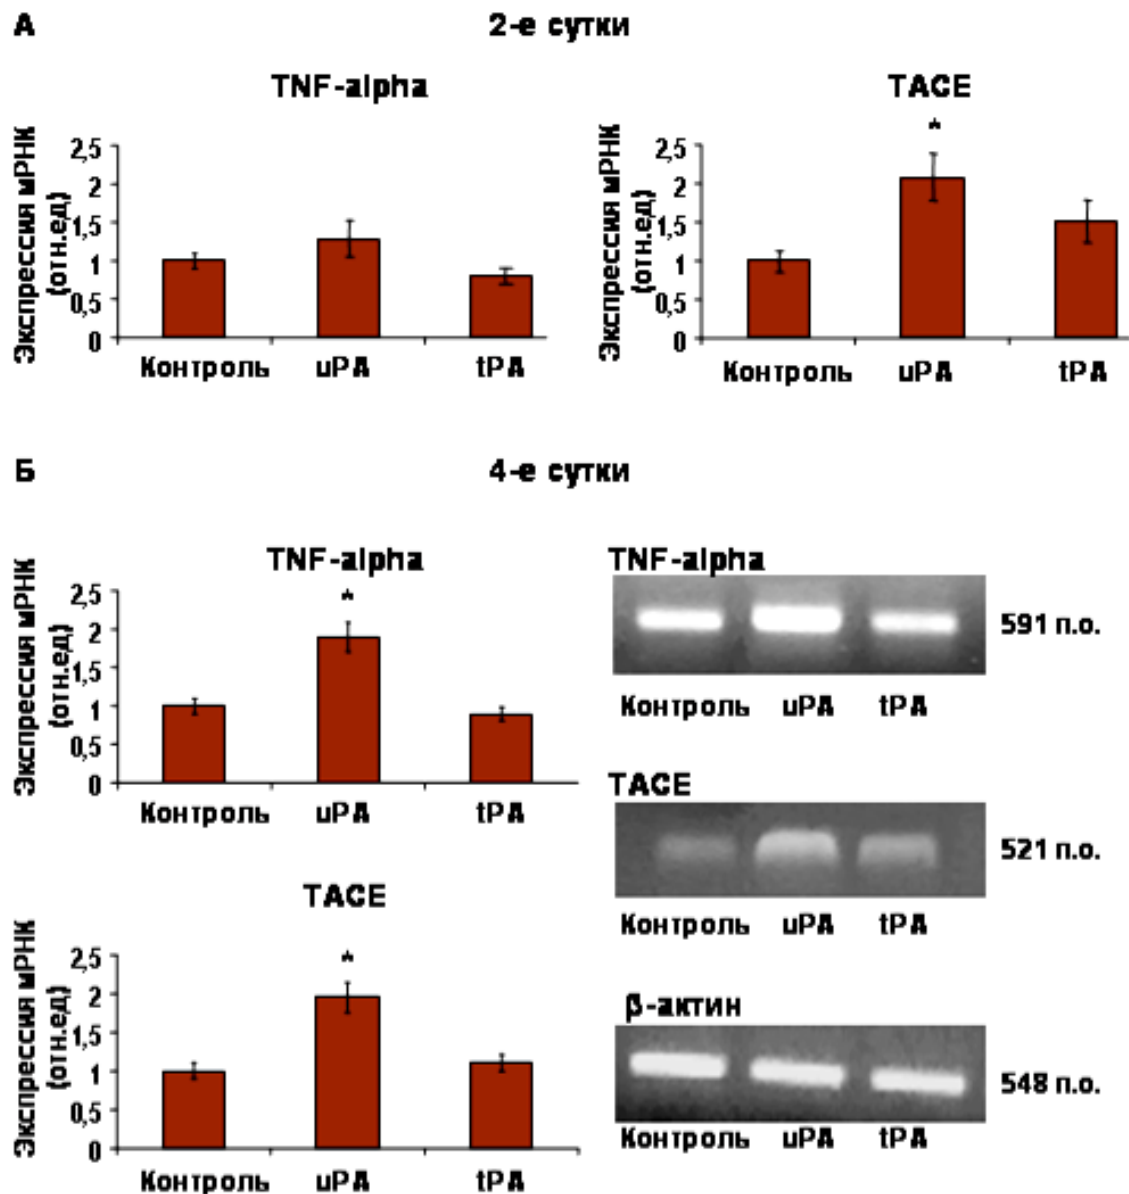 А
2-е сутки
TNF-alpha
TACE
*
Экспрессия мРНК
(отн.ед)
2,5
2
1,5
1
0,5
0
Контроль uPA tPA
Экспрессия мРНК
(отн.ед)
2,5
2
1,5
1
0,5
0
Контроль uPA tPA
Б
4-е сутки
TNF-alpha
*
Экспрессия мРНК
(отн.ед)
2,5
2
1,5
1
0,5
0
Контроль uPA tPA
TNF-alpha
591 п.о.
Контроль uPA tPA
TACE
521 п.о.
Контроль uPA tPA
TACE
*
Экспрессия мРНК
(отн.ед)
2,5
2
1,5
1
0,5
0
Контроль uPA tPA
β-актин
548 п.о.
Контроль uPA tPA